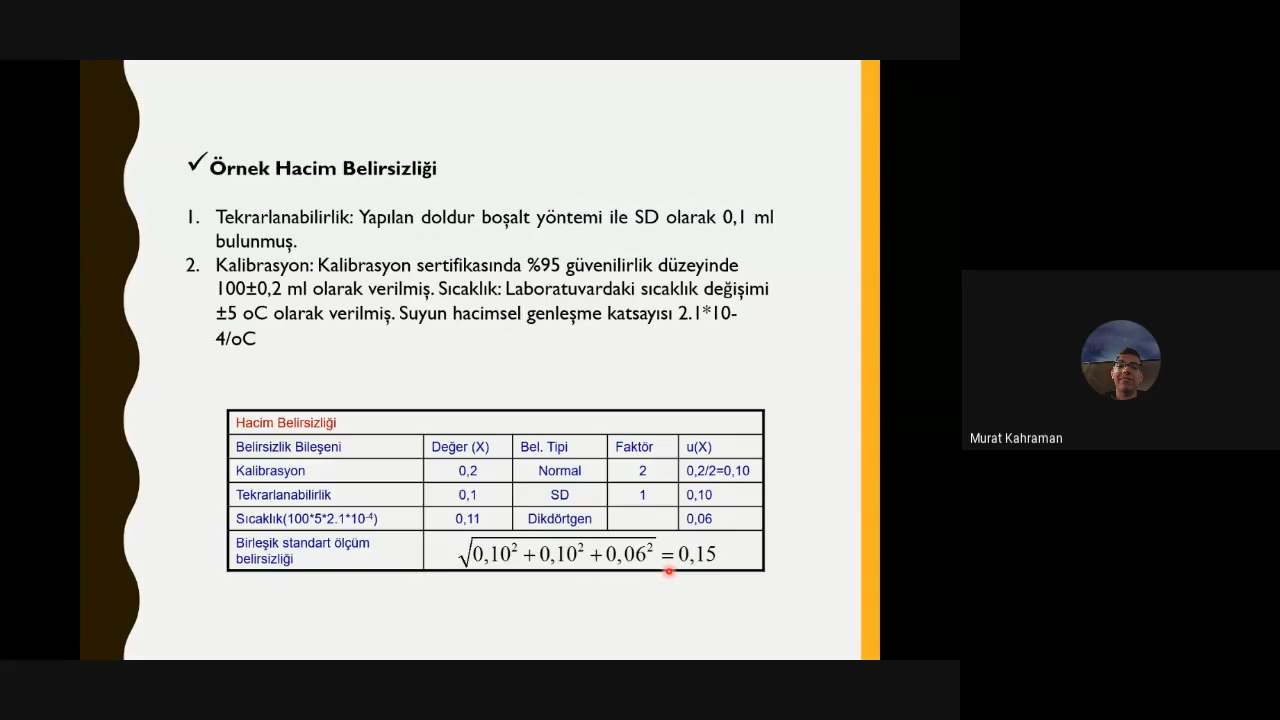 ✓Örnek Hacim Belirsizliği
1. Tekrarlanabilirlik: Yapılan doldur boşalt yöntemi ile SD olarak 0,1 ml
bulunmuş.
2. Kalibrasyon: Kalibrasyon sertifikasında %95 güvenilirlik düzeyinde
100±0,2 ml olarak verilmiş. Sıcaklık: Laboratuvardaki sıcaklık değişimi
±5 oC olarak verilmiş. Suyun hacimsel genleşme katsayısı 2.1*10-
4/oC
Hacim Belirsizliği
Belirsizlik Bileşeni Değer (X) Bel. Tipi Faktör u(X)
Kalibrasyon 0,2 Normal 2 0,2/2=0,10
Tekrarlanabilirlik 0,1 SD 1 0,10
Sıcaklık(100*5*2.1*10⁻⁴) 0,11 Dikdörtgen 0,06
Birleşik standart ölçüm
belirsizliği
√0,10² + 0,10² + 0,06² = 0,15
Murat Kahraman